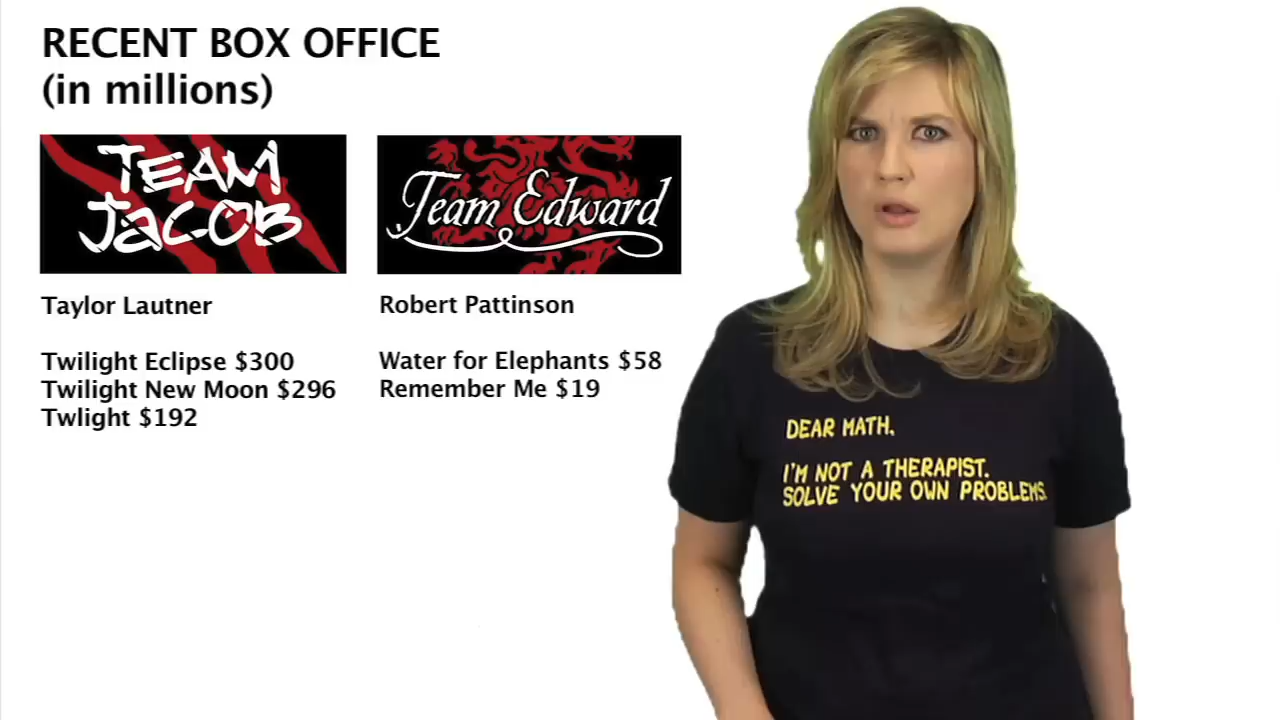 RECENT BOX OFFICE
(in millions)
TEAM
JACOB
Team Edward
Taylor Lautner
Robert Pattinson
Twilight Eclipse $300
Twilight New Moon $296
Twlight $192
Water for Elephants $58
Remember Me $19
DEAR MATH,
I'M NOT A THERAPIST.
SOLVE YOUR OWN PROBLEMS.